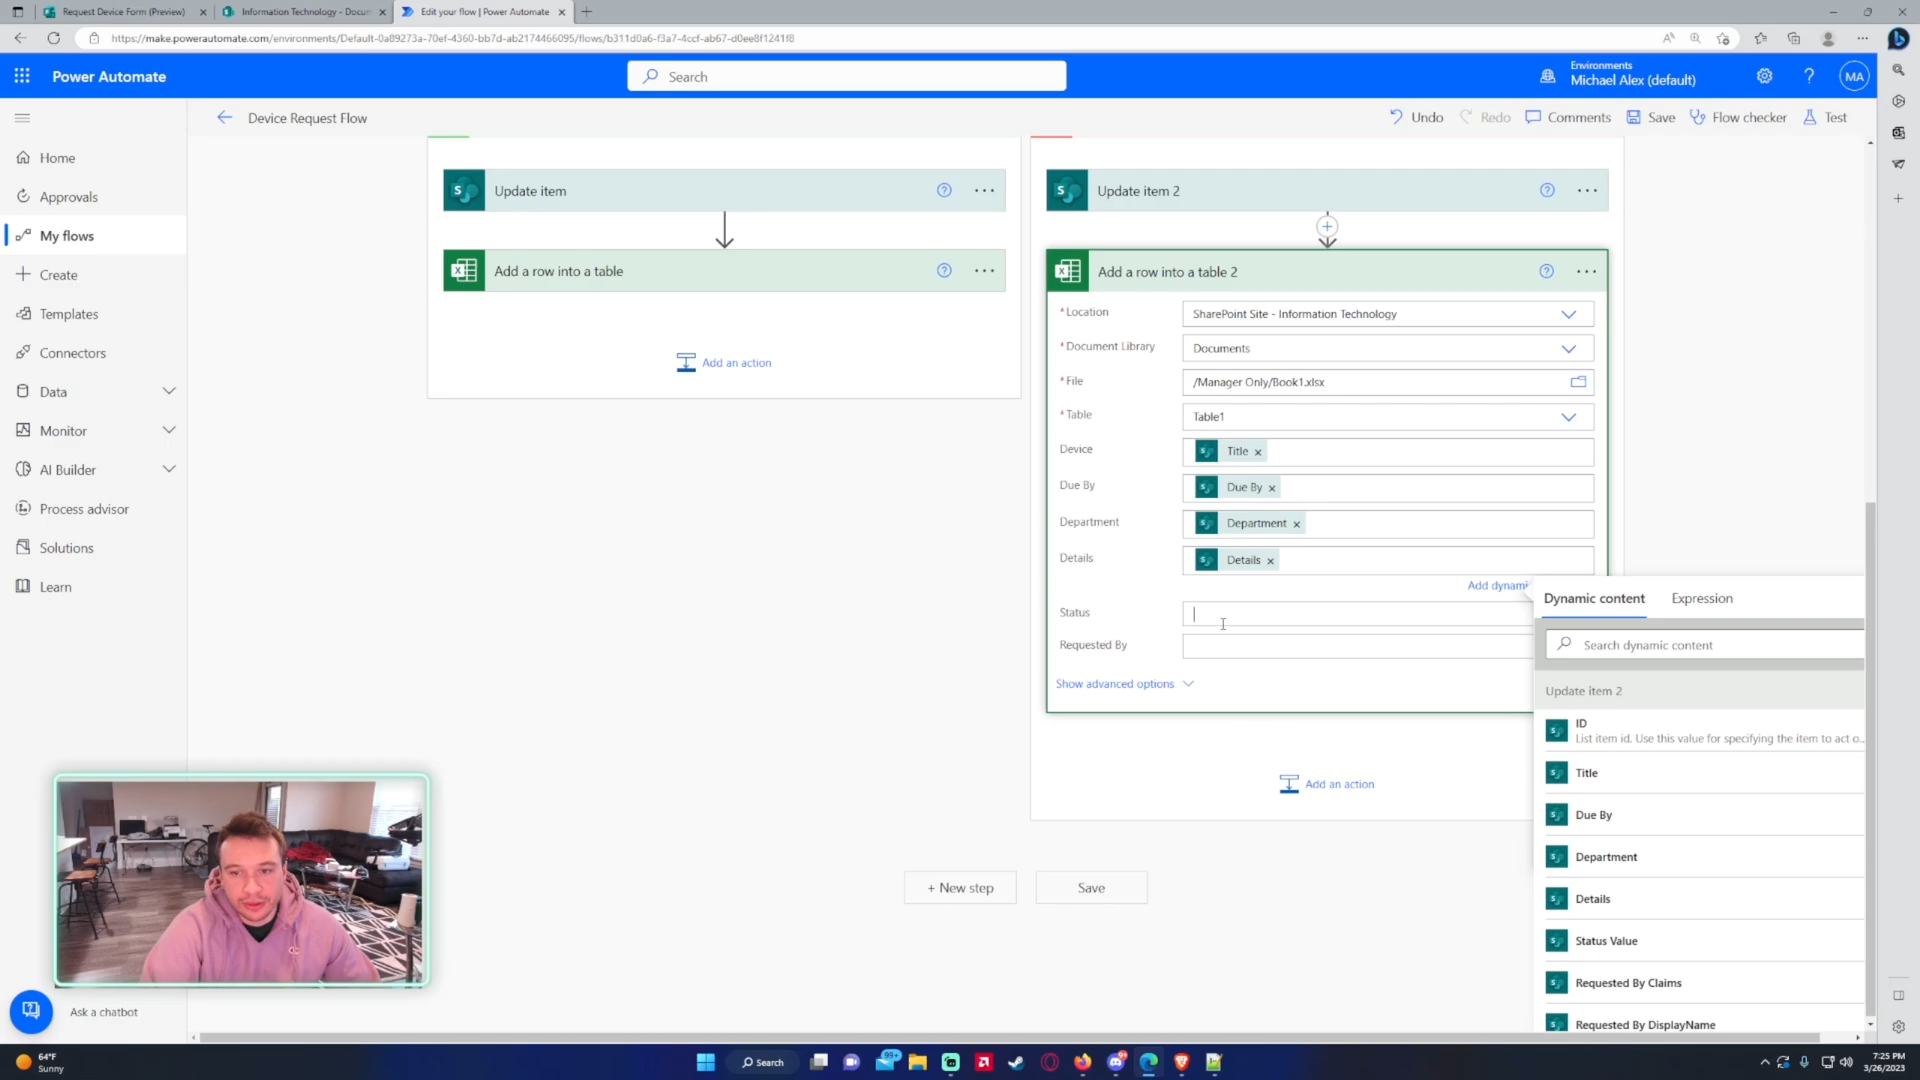 Request Device Form (Preview)
Information Technology - Docum
Edit your flow | Power Automate
https://make.powerautomate.com/environments/Default-0a89273a-70ef-4360-bb7d-ab2174466095/flows/b311d0a6-f3a7-4ccf-ab67-d0ee8f1241f8
Power Automate
Search
Environments
Michael Alex (default)
MA
Device Request Flow
Undo
Redo
Comments
Save
Flow checker
Test
Home
Approvals
My flows
Create
Templates
Connectors
Data
Monitor
AI Builder
Process advisor
Solutions
Learn
Ask a chatbot
Update item
Add a row into a table
Add an action
Update item 2
Add a row into a table 2
* Location
SharePoint Site - Information Technology
* Document Library
Documents
* File
/Manager Only/Book1.xlsx
* Table
Table1
Device
Title
Due By
Due By
Department
Department
Details
Details
Add dynami
Status
Requested By
Show advanced options
Add an action
+ New step
Save
Dynamic content
Expression
Search dynamic content
Update item 2
ID
List item id. Use this value for specifying the item to act o...
Title
Due By
Department
Details
Status Value
Requested By Claims
Requested By DisplayName
64°F
Sunny
Search
99+
7:25 PM
3/26/2023